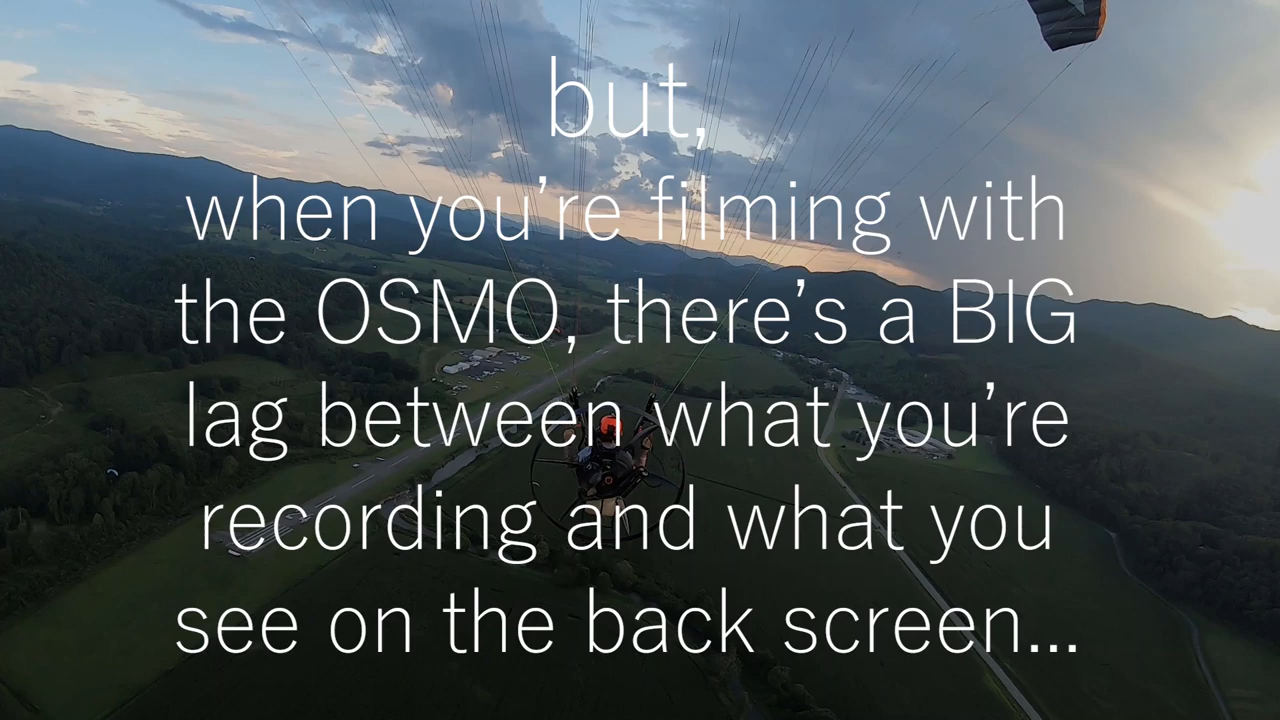 but,
when you’re filming with
the OSMO, there’s a BIG
lag between what you’re
recording and what you
see on the back screen...